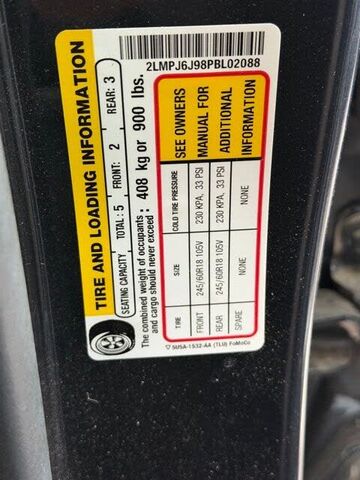 2LMPJ6J98PBL02088
TIRE AND LOADING INFORMATION
SEATING CAPACITY TOTAL: 5 FRONT: 2 REAR: 3
The combined weight of occupants
and cargo should never exceed : 408 kg or 900 lbs.
TIRE SIZE COLD TIRE PRESSURE
FRONT 245/60R18 105V 230 KPA, 33 PSI
REAR 245/60R18 105V 230 KPA, 33 PSI
SPARE NONE NONE
SEE OWNERS
MANUAL FOR
ADDITIONAL
INFORMATION
5U5A-1532-AA (TLU) FoMoCo